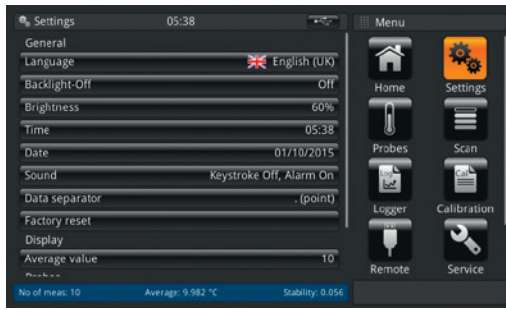 Settings 05:38
General
Language English (UK)
Backlight-Off Off
Brightness 60%
Time 05:38
Date 01/10/2015
Sound Keystroke Off, Alarm On
Data separator . (point)
Factory reset
Display
Average value 10
No of meas: 10 Average: 9.982 °C Stability: 0.056
Menu
Home Settings
Probes Scan
Log
Cal
Logger Calibration
Remote Service